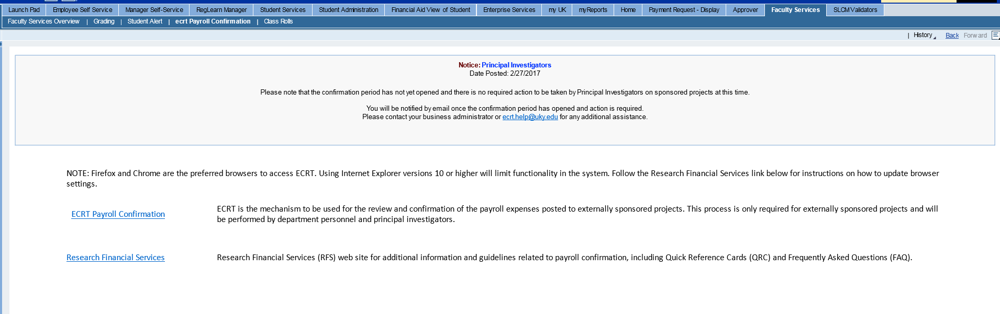 Launch Pad Employee Self Service Manager Self-Service RegLearn Manager Student Services Student Administration Financial Aid View of Student Enterprise Services my UK myReports Home Payment Request - Display Approver Faculty Services SLCM Validators
Faculty Services Overview | Grading | Student Alert | ecrt Payroll Confirmation | Class Rolls
| History Back Forward
Notice: Principal Investigators
Date Posted: 2/27/2017
Please note that the confirmation period has not yet opened and there is no required action to be taken by Principal Investigators on sponsored projects at this time.
You will be notified by email once the confirmation period has opened and action is required.
Please contact your business administrator or ecrt.help@uky.edu for any additional assistance.
NOTE: Firefox and Chrome are the preferred browsers to access ECRT. Using Internet Explorer versions 10 or higher will limit functionality in the system. Follow the Research Financial Services link below for instructions on how to update browser
settings.
ECRT Payroll Confirmation
ECRT is the mechanism to be used for the review and confirmation of the payroll expenses posted to externally sponsored projects. This process is only required for externally sponsored projects and will
be performed by department personnel and principal investigators.
Research Financial Services
Research Financial Services (RFS) web site for additional information and guidelines related to payroll confirmation, including Quick Reference Cards (QRC) and Frequently Asked Questions (FAQ).